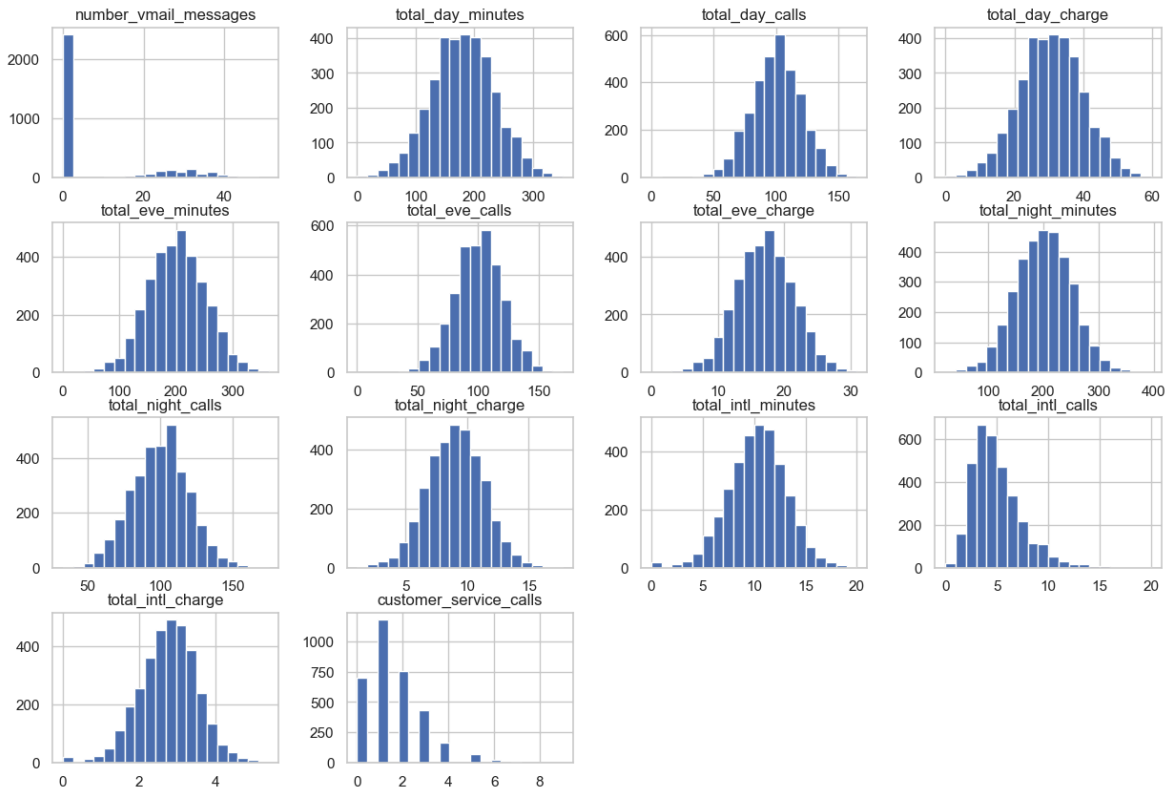 number_vmail_messages total_day_minutes total_day_calls total_day_charge
2000
1000
0
0 20 40
400
300
200
100
0
100 200 300
600
400
200
0
0 50 100 150
400
300
200
100
0
0 20 40 60
total_eve_minutes total_eve_calls total_eve_charge total_night_minutes
400
200
0
0 100 200 300
600
400
200
0
0 50 100 150
400
200
0
0 10 20 30
400
300
200
100
0
100 200 300 400
total_night_calls total_night_charge total_intl_minutes total_intl_calls
400
200
0
50 100 150
400
200
0
5 10 15
400
200
0
0 5 10 15 20
600
400
200
0
0 5 10 15 20
total_intl_charge customer_service_calls
400
200
0
0 2 4
1000
750
500
250
0
0 2 4 6 8